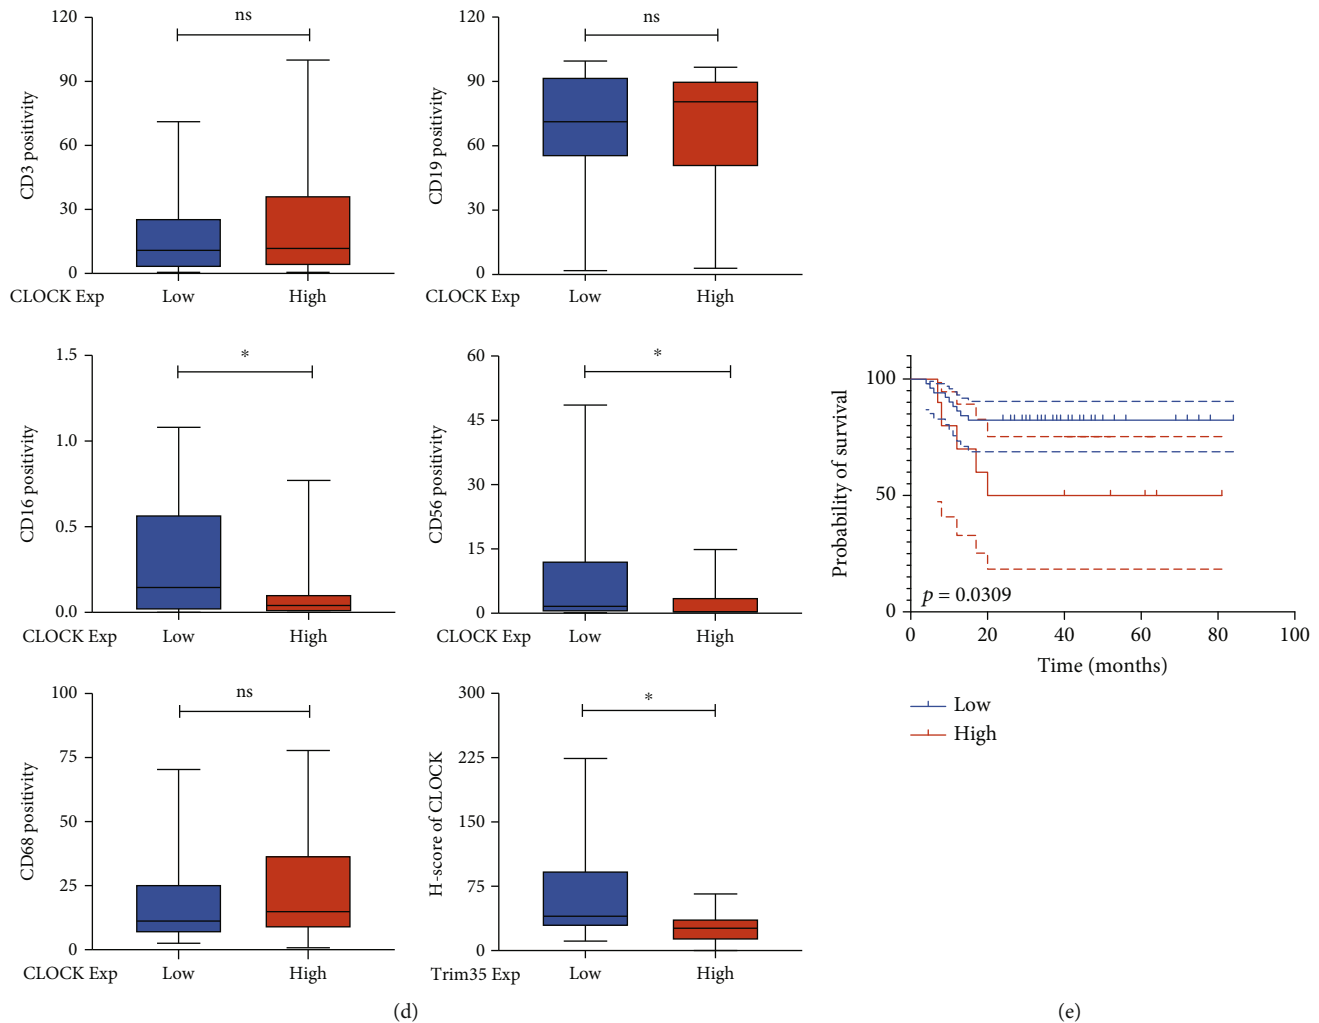 120
90
60
30
0
CD3 positivity
ns
CLOCK Exp
Low
High
120
90
60
30
0
CD19 positivity
ns
CLOCK Exp
Low
High
1.5
1.0
0.5
0.0
CD16 positivity
*
CLOCK Exp
Low
High
60
45
30
15
0
CD56 positivity
*
CLOCK Exp
Low
High
100
75
50
25
0
CD68 positivity
ns
CLOCK Exp
Low
High
300
225
150
75
0
H-score of CLOCK
*
Trim35 Exp
Low
High
(d)
100
50
0
Probability of survival
p = 0.0309
0
20
40
60
80
100
Time (months)
Low
High
(e)